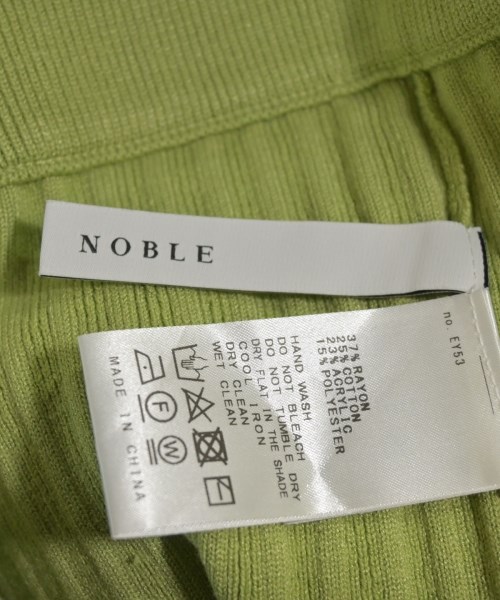 NOBLE
no. EY53
37% RAYON
25% COTTON
23% ACRYLIC
15% POLYESTER
HAND WASH
DO NOT BLEACH
DO NOT TUMBLE DRY
DRY FLAT IN THE SHADE
COOL IRON
DRY CLEAN
WET CLEAN
F
W
MADE IN CHINA